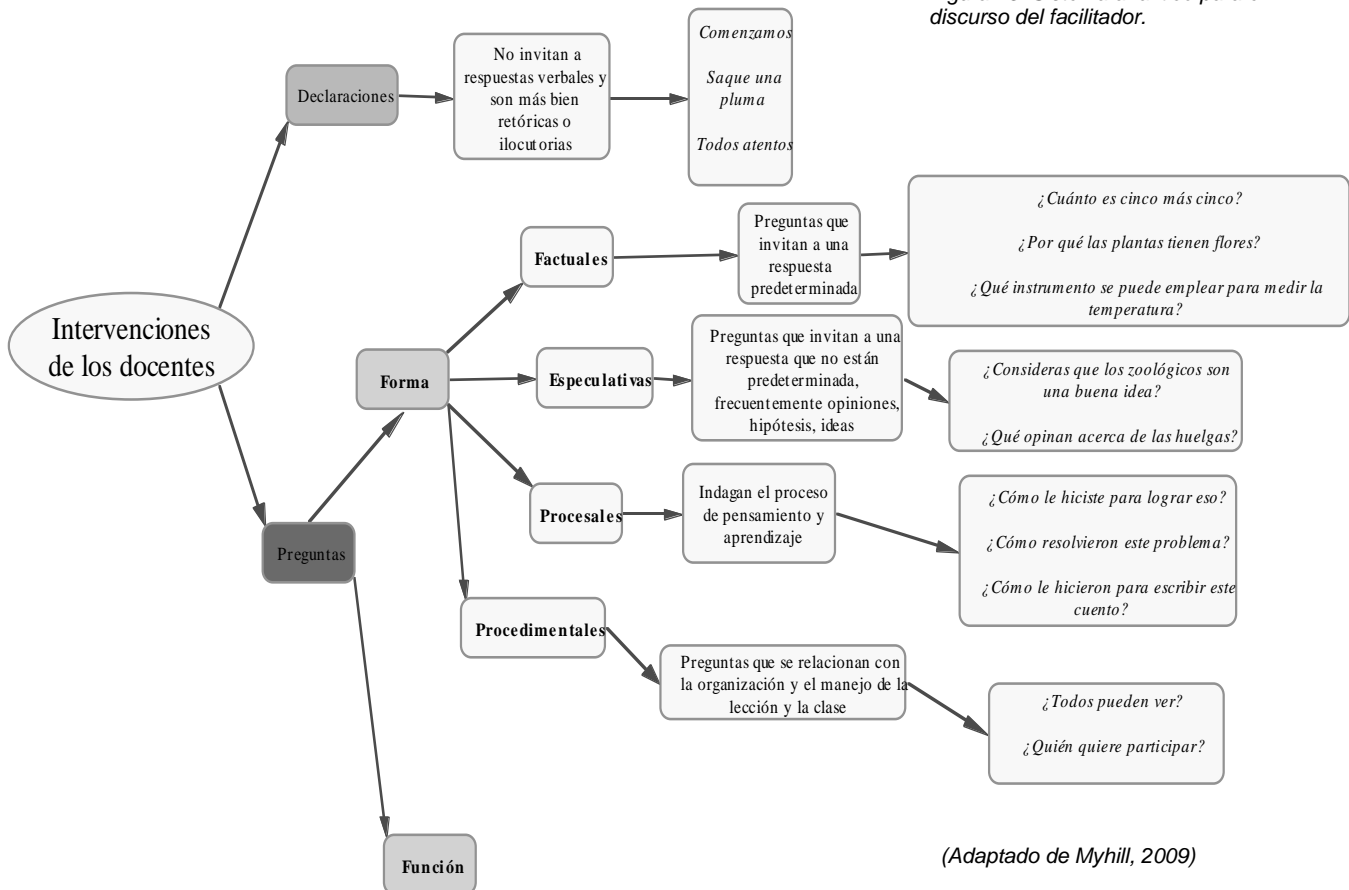 discurso del facilitador.
Comenzamos
Saque una
pluma
Todos atentos
No invitan a
respuestas verbales y
son más bien
retóricas o
ilocutorias
Declaraciones
Intervenciones
de los docentes
Preguntas
Forma
Factuales
Preguntas que
invitan a una
respuesta
predeterminada
¿Cuánto es cinco más cinco?
¿Por qué las plantas tienen flores?
¿Qué instrumento se puede emplear para medir la
temperatura?
Especulativas
Preguntas que invitan a una
respuesta que no están
predeterminada,
frecuentemente opiniones,
hipótesis, ideas
¿Consideras que los zoológicos son
una buena idea?
¿Qué opinan acerca de las huelgas?
Procesales
Indagan el proceso
de pensamiento y
aprendizaje
¿Cómo le hiciste para lograr eso?
¿Cómo resolvieron este problema?
¿Cómo le hicieron para escribir este
cuento?
Procedimentales
Preguntas que se relacionan con
la organización y el manejo de la
lección y la clase
¿Todos pueden ver?
¿Quién quiere participar?
Función
(Adaptado de Myhill, 2009)